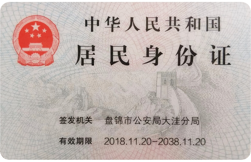 中华人民共和国
居民身份证
签发机关 盘锦市公安局大洼分局
有效期限 2018.11.20-2038.11.20